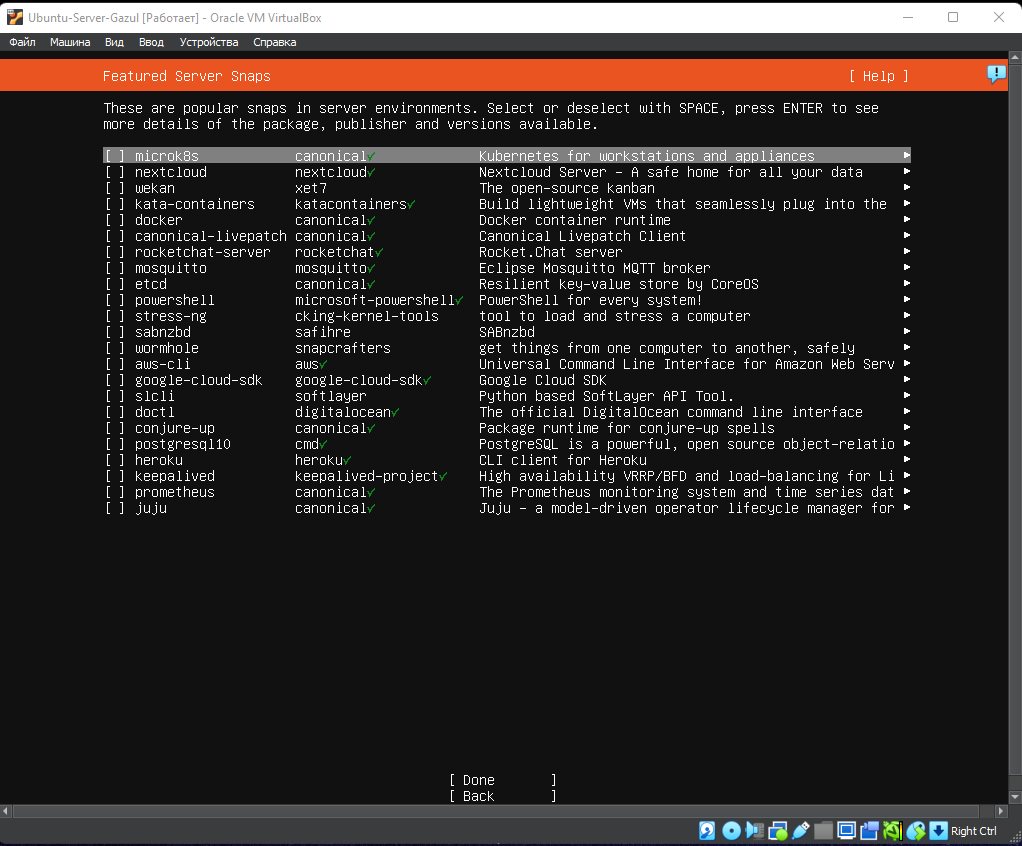 Ubuntu-Server-Gazul [Работает] - Oracle VM VirtualBox
Файл Машина Вид Ввод Устройства Справка
Featured Server Snaps [ Help ]
These are popular snaps in server environments. Select or deselect with SPACE, press ENTER to see
more details of the package, publisher and versions available.
[ ] microk8s canonical✓ Kubernetes for workstations and appliances ▸
[ ] nextcloud nextcloud✓ Nextcloud Server - A safe home for all your data ▸
[ ] wekan xet7 The open-source kanban ▸
[ ] kata-containers katacontainers✓ Build lightweight VMs that seamlessly plug into the ▸
[ ] docker canonical✓ Docker container runtime ▸
[ ] canonical-livepatch canonical✓ Canonical Livepatch Client ▸
[ ] rocketchat-server rocketchat✓ Rocket.Chat server ▸
[ ] mosquitto mosquitto✓ Eclipse Mosquitto MQTT broker ▸
[ ] etcd canonical✓ Resilient key-value store by CoreOS ▸
[ ] powershell microsoft-powershell✓ PowerShell for every system! ▸
[ ] stress-ng cking-kernel-tools tool to load and stress a computer ▸
[ ] sabnzbd safihre SABnzbd ▸
[ ] wormhole snapcrafters get things from one computer to another, safely ▸
[ ] aws-cli aws✓ Universal Command Line Interface for Amazon Web Serv ▸
[ ] google-cloud-sdk google-cloud-sdk✓ Google Cloud SDK ▸
[ ] slcli softlayer Python based SoftLayer API Tool. ▸
[ ] doctl digitalocean✓ The official DigitalOcean command line interface ▸
[ ] conjure-up canonical✓ Package runtime for conjure-up spells ▸
[ ] postgresql10 cmd✓ PostgreSQL is a powerful, open source object-relatio ▸
[ ] heroku heroku✓ CLI client for Heroku ▸
[ ] keepalived keepalived-project✓ High availability VRRP/BFD and load-balancing for Li ▸
[ ] prometheus canonical✓ The Prometheus monitoring system and time series dat ▸
[ ] juju canonical✓ Juju - a model-driven operator lifecycle manager for ▸
[ Done ]
[ Back ]
Right Ctrl